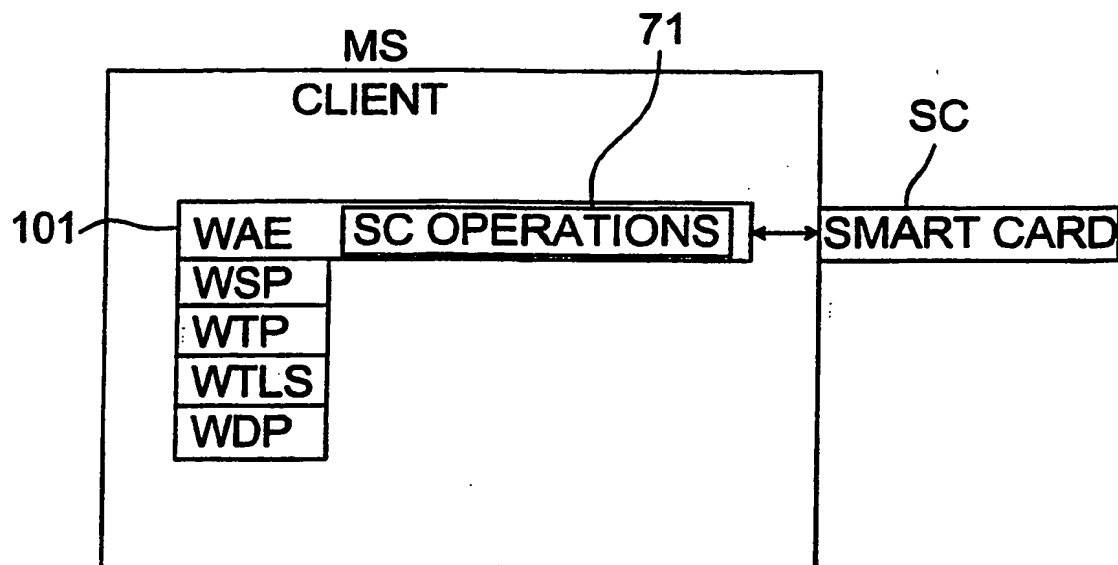 MS
71
CLIENT
SC
101
WAE
SC OPERATIONS
SMART CARD
WSP
WTP
WTLS
WDP